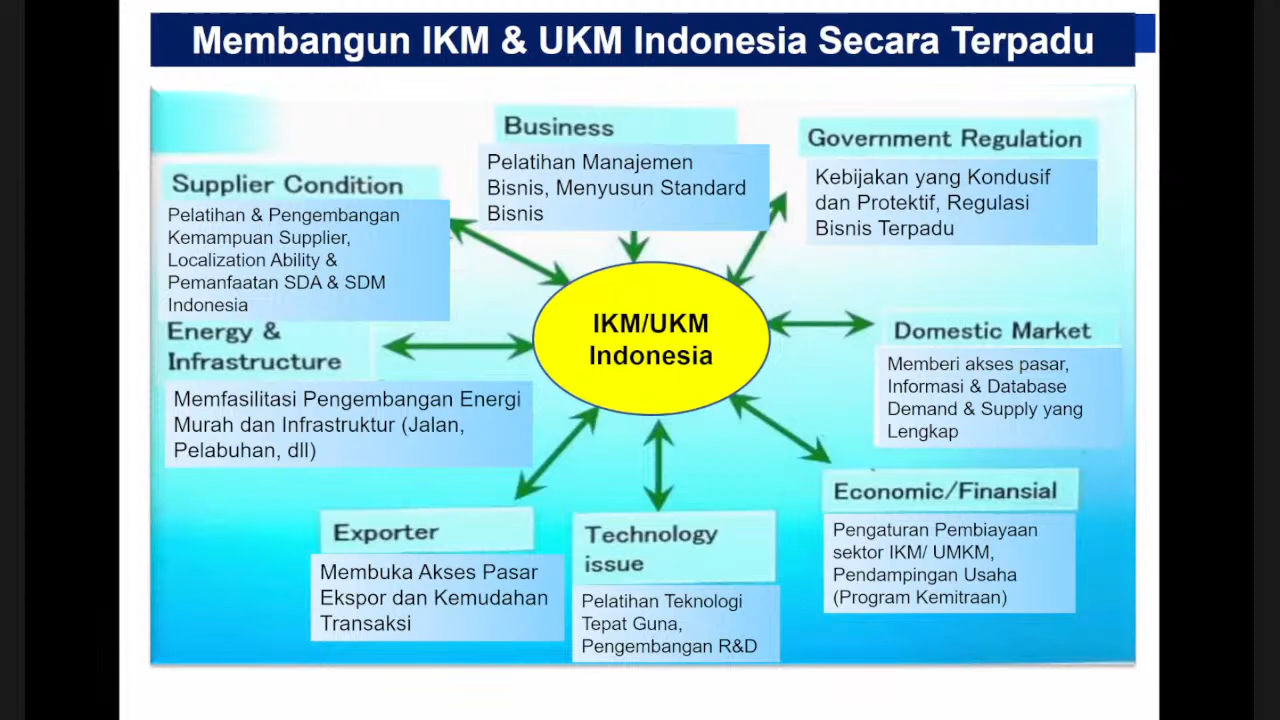 Membangun IKM & UKM Indonesia Secara Terpadu
Business
Pelatihan Manajemen
Bisnis, Menyusun Standard
Bisnis
Government Regulation
Kebijakan yang Kondusif
dan Protektif, Regulasi
Bisnis Terpadu
Supplier Condition
Pelatihan & Pengembangan
Kemampuan Supplier,
Localization Ability &
Pemanfaatan SDA & SDM
Indonesia
IKM/UKM
Indonesia
Energy &
Infrastructure
Memfasilitasi Pengembangan Energi
Murah dan Infrastruktur (Jalan,
Pelabuhan, dll)
Domestic Market
Memberi akses pasar,
Informasi & Database
Demand & Supply yang
Lengkap
Exporter
Membuka Akses Pasar
Ekspor dan Kemudahan
Transaksi
Technology
issue
Pelatihan Teknologi
Tepat Guna,
Pengembangan R&D
Economic/Finansial
Pengaturan Pembiayaan
sektor IKM/ UMKM,
Pendampingan Usaha
(Program Kemitraan)